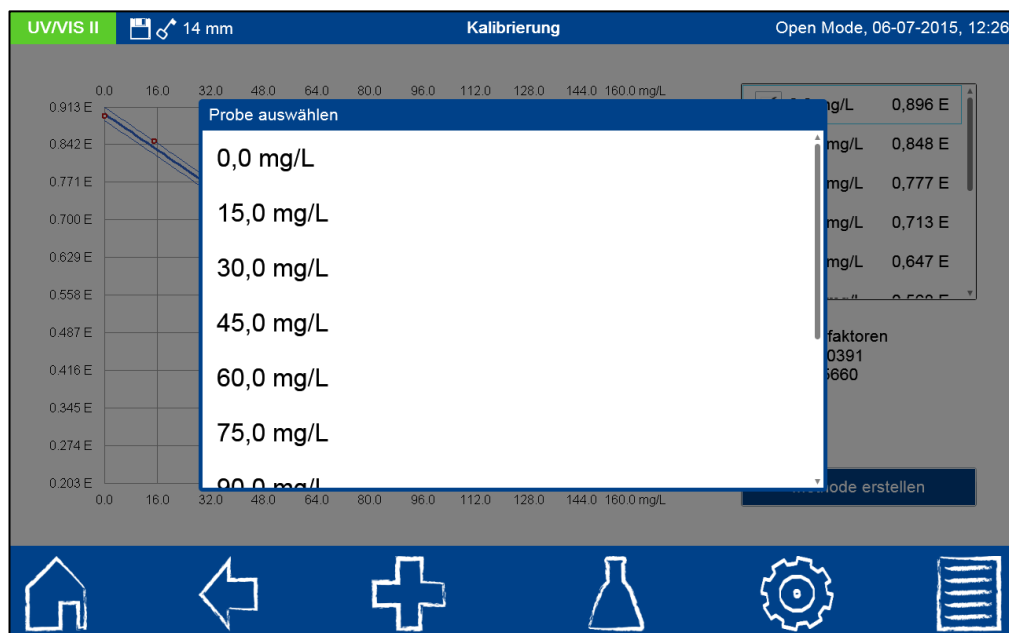 UV/VIS II 14 mm Kalibrierung Open Mode, 06-07-2015, 12:26
0.0 16.0 32.0 48.0 64.0 80.0 96.0 112.0 128.0 144.0 160.0 mg/L
0.913 E
0.842 E
0.771 E
0.700 E
0.629 E
0.558 E
0.487 E
0.416 E
0.345 E
0.274 E
0.203 E
0.0 16.0 32.0 48.0 64.0 80.0 96.0 112.0 128.0 144.0 160.0 mg/L
Probe auswählen
0,0 mg/L
15,0 mg/L
30,0 mg/L
45,0 mg/L
60,0 mg/L
75,0 mg/L
90,0 mg/L
mg/L 0,896 E
mg/L 0,848 E
mg/L 0,777 E
mg/L 0,713 E
mg/L 0,647 E
faktoren
0391
5660
erstellen